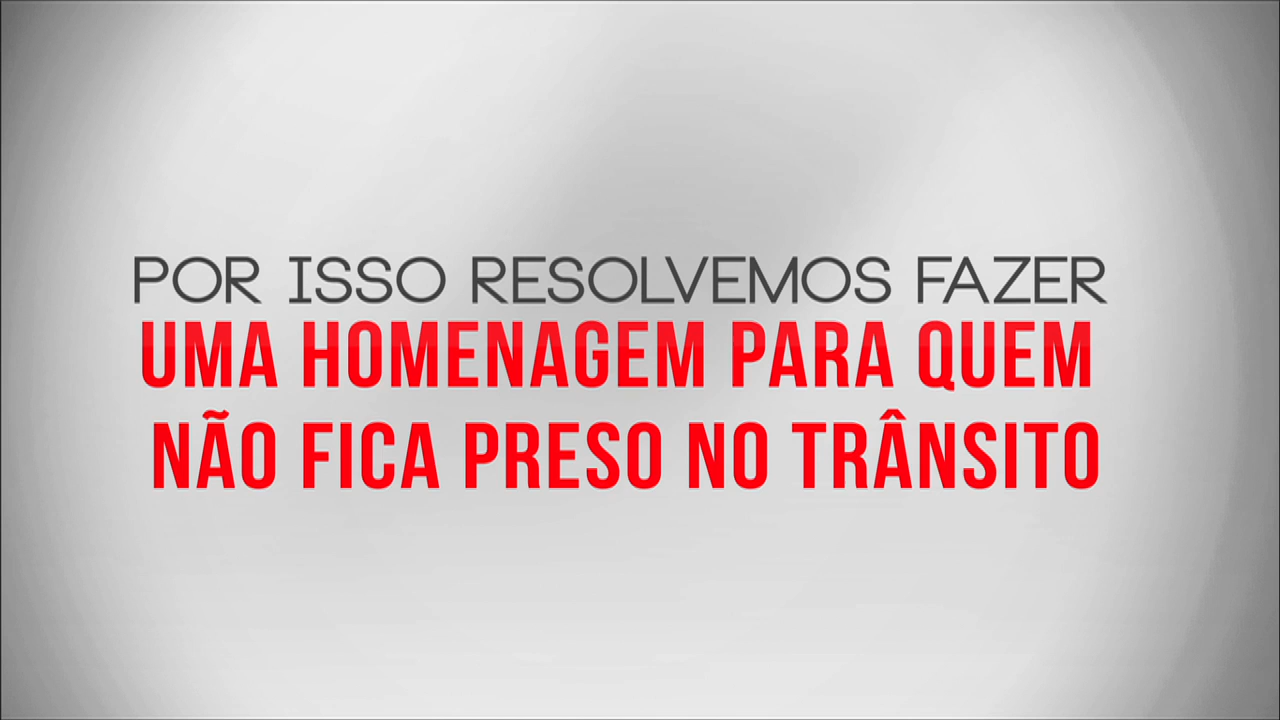 POR ISSO RESOLVEMOS FAZER
UMA HOMENAGEM PARA QUEM
NÃO FICA PRESO NO TRÂNSITO